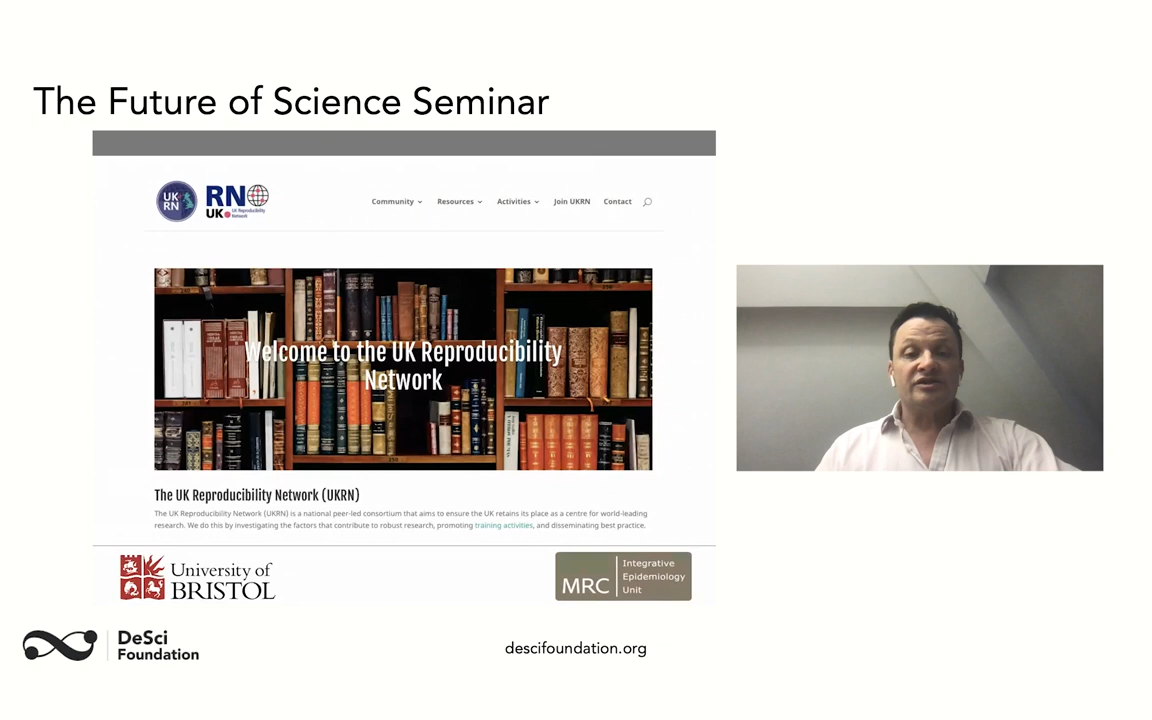 The Future of Science Seminar
UK
RN
RN
UK
UK Reproducibility
Network
Community
Resources
Activities
Join UKRN
Contact
Welcome to the UK Reproducibility
Network
The UK Reproducibility Network (UKRN)
The UK Reproducibility Network (UKRN) is a national peer-led consortium that aims to ensure the UK retains its place as a centre for world-leading
research. We do this by investigating the factors that contribute to robust research, promoting training activities, and disseminating best practice.
University of
BRISTOL
MRC
Integrative
Epidemiology
Unit
DeSci
Foundation
descifoundation.org